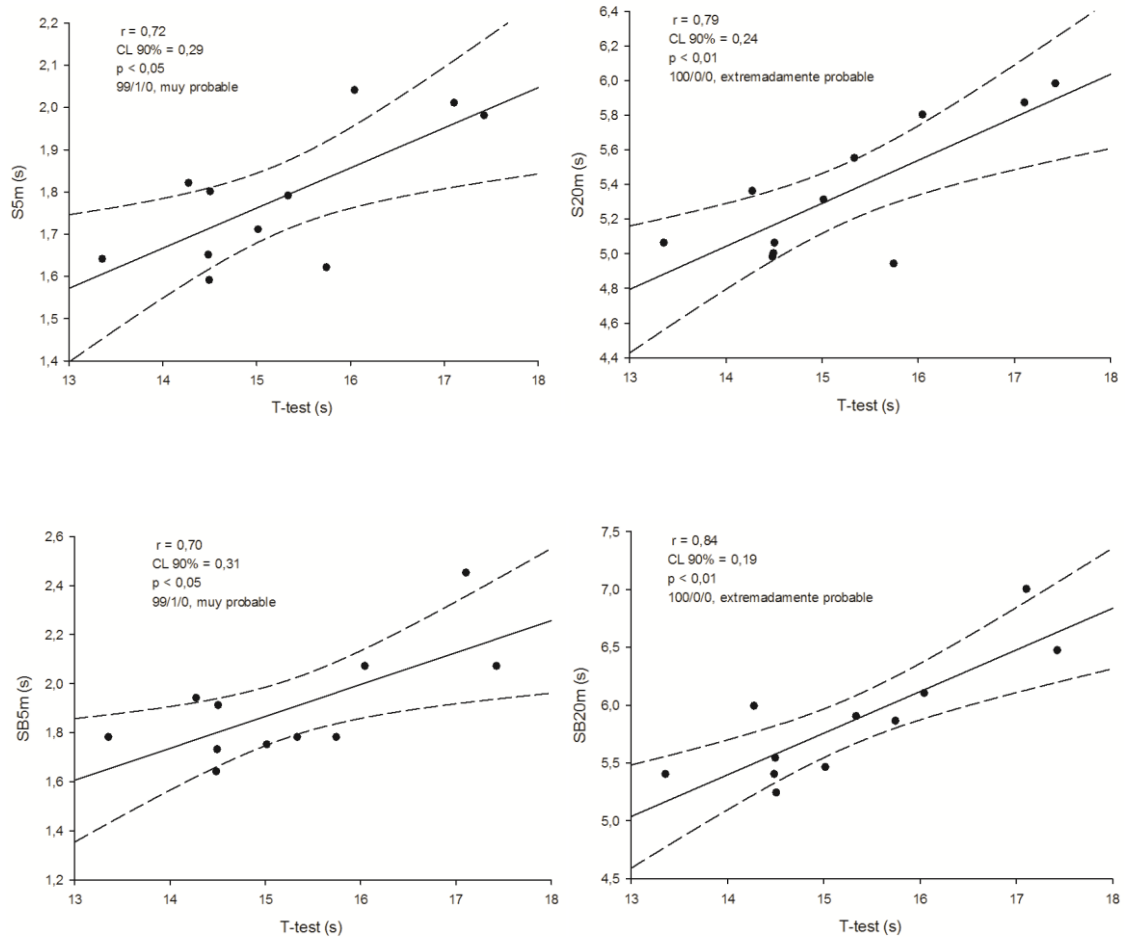 r = 0,72
CL 90% = 0,29
p < 0,05
99/1/0, muy probable
2,2
2,1
2,0
1,9
1,8
1,7
1,6
1,5
1,4
S5m (s)
13 14 15 16 17 18
T-test (s)
r = 0,79
CL 90% = 0,24
p < 0,01
100/0/0, extremadamente probable
6,4
6,2
6,0
5,8
5,6
5,4
5,2
5,0
4,8
4,6
4,4
S20m (s)
13 14 15 16 17 18
T-test (s)
r = 0,70
CL 90% = 0,31
p < 0,05
99/1/0, muy probable
2,6
2,4
2,2
2,0
1,8
1,6
1,4
1,2
SB5m (s)
13 14 15 16 17 18
T-test (s)
r = 0,84
CL 90% = 0,19
p < 0,01
100/0/0, extremadamente probable
7,5
7,0
6,5
6,0
5,5
5,0
4,5
SB20m (s)
13 14 15 16 17 18
T-test (s)